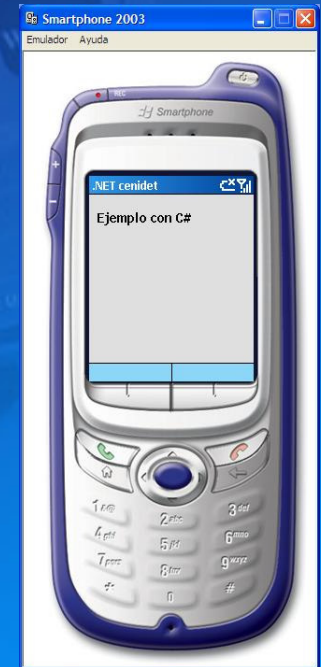 Smartphone 2003
Emulador Ayuda
REC
Smartphone
.NET cenidet
Ejemplo con C#
2abc
3def
4ghi
5jkl
6mno
7pqrs
8tuv
9wxyz
*
0
#